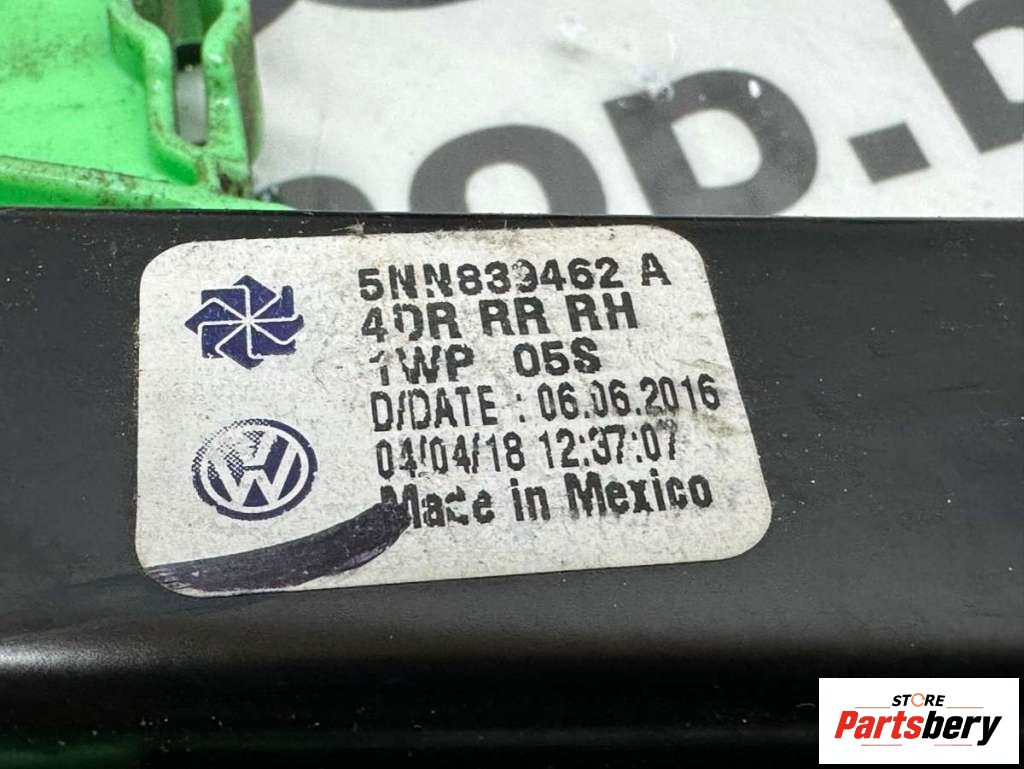 op.b
5NN839462 A
4DR RR RH
1WP 05S
D/DATE : 06.06.2016
04/04/18 12:37:07
Made in Mexico
STORE
Partsbery